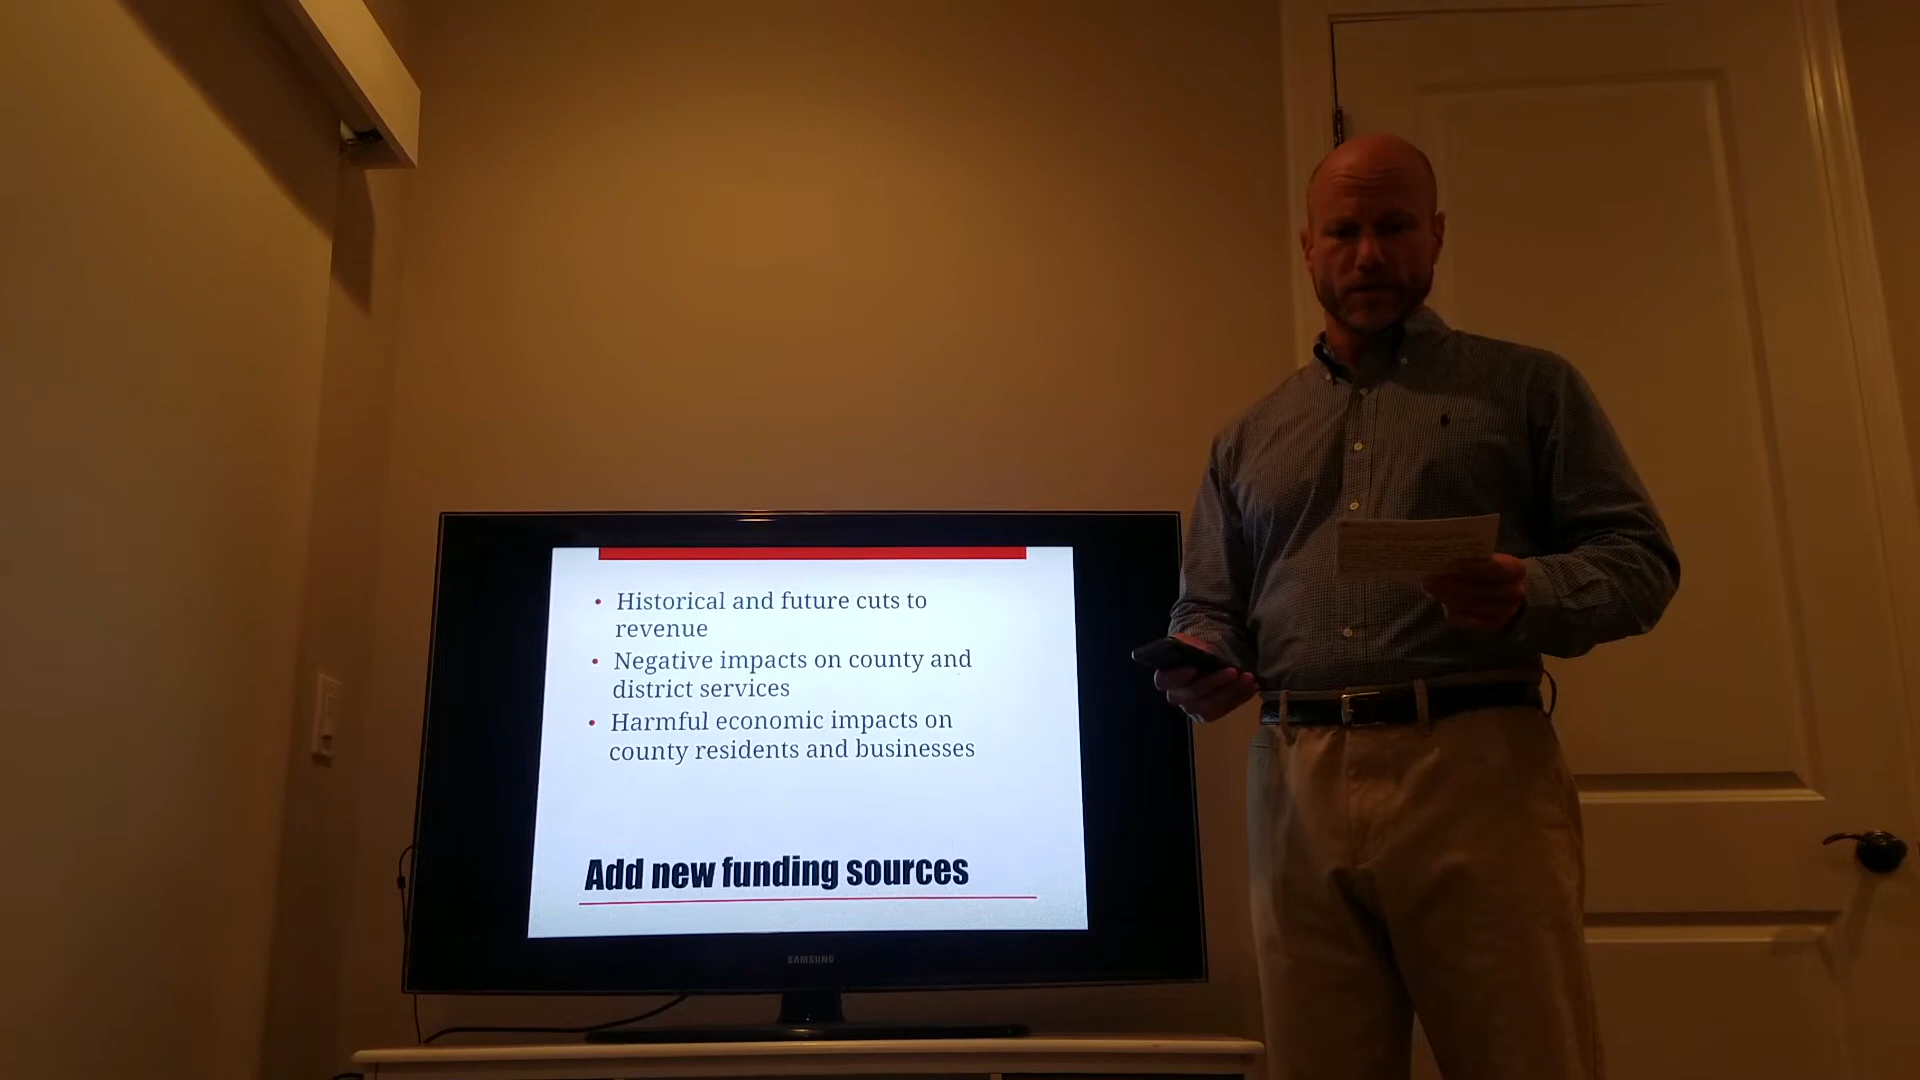 • Historical and future cuts to
revenue
• Negative impacts on county and
district services
• Harmful economic impacts on
county residents and businesses
Add new funding sources
SAMSUNG